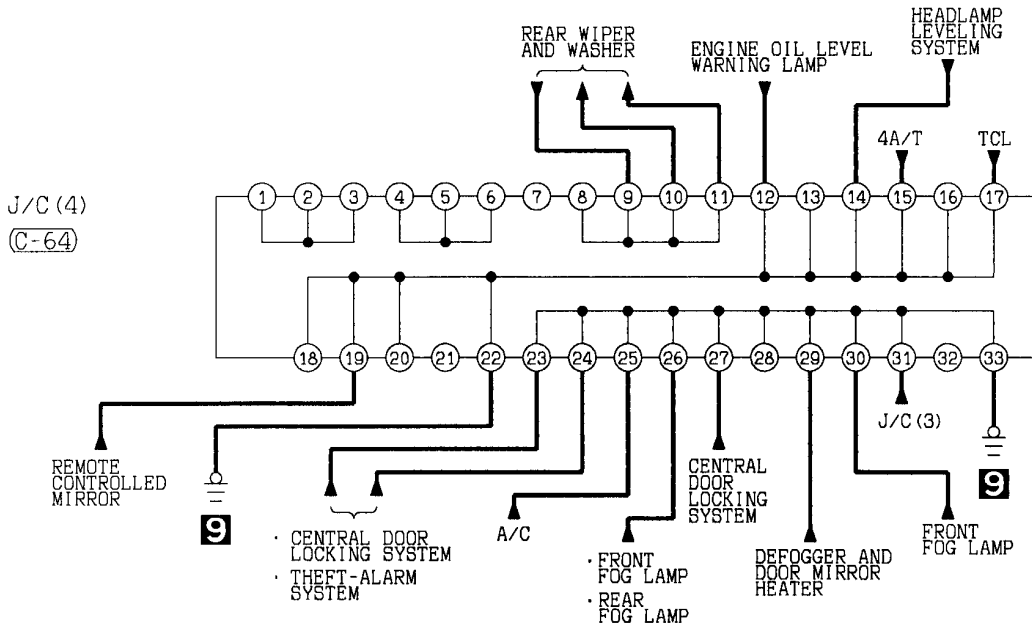 HEADLAMP
LEVELING
SYSTEM
REAR WIPER
AND WASHER
ENGINE OIL LEVEL
WARNING LAMP
4A/T
TCL
J/C (4)
C-64
1 2 3 4 5 6 7 8 9 10 11 12 13 14 15 16 17
18 19 20 21 22 23 24 25 26 27 28 29 30 31 32 33
J/C (3)
REMOTE
CONTROLLED
MIRROR
9
· CENTRAL DOOR
LOCKING SYSTEM
· THEFT-ALARM
SYSTEM
A/C
· FRONT
FOG LAMP
· REAR
FOG LAMP
CENTRAL
DOOR
LOCKING
SYSTEM
DEFOGGER AND
DOOR MIRROR
HEATER
FRONT
FOG LAMP
9